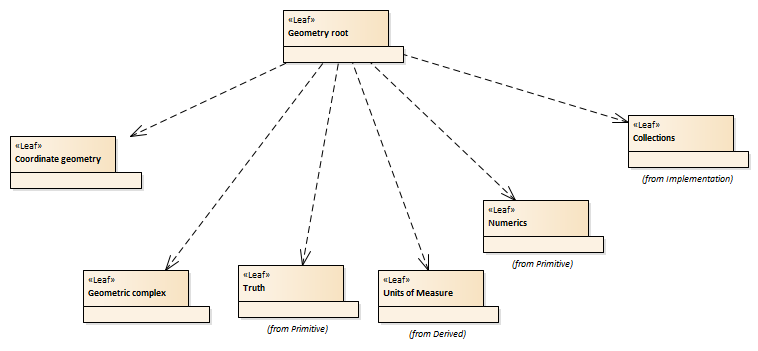 «Leaf»
Geometry root
«Leaf»
Collections
(from Implementation)
«Leaf»
Coordinate geometry
«Leaf»
Numerics
(from Primitive)
«Leaf»
Geometric complex
«Leaf»
Truth
(from Primitive)
«Leaf»
Units of Measure
(from Derived)